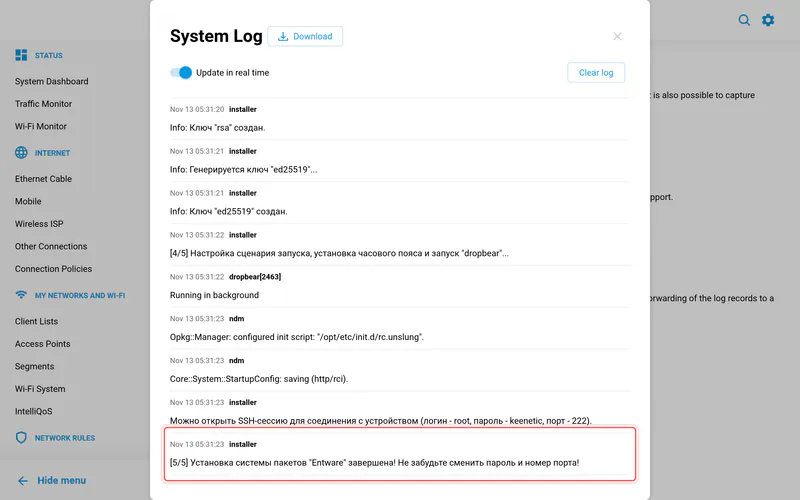 System Log
Download
Update in real time
Clear log
STATUS
System Dashboard
Traffic Monitor
Wi-Fi Monitor
INTERNET
Ethernet Cable
Mobile
Wireless ISP
Other Connections
Connection Policies
MY NETWORKS AND WI-FI
Client Lists
Access Points
Segments
Wi-Fi System
IntelliQoS
NETWORK RULES
Hide menu
Nov 13 05:31:20 installer
Info: Ключ "rsa" создан.
Nov 13 05:31:21 installer
Info: Генерируется ключ "ed25519"...
Nov 13 05:31:21 installer
Info: Ключ "ed25519" создан.
Nov 13 05:31:22 installer
[4/5] Настройка сценария запуска, установка часового пояса и запуск "dropbear"...
Nov 13 05:31:22 dropbear[2463]
Running in background
Nov 13 05:31:23 ndm
Opkg::Manager: configured init script: "/opt/etc/init.d/rc.unslung".
Nov 13 05:31:23 ndm
Core::System::StartupConfig: saving (http/rci).
Nov 13 05:31:23 installer
Можно открыть SSH-сессию для соединения с устройством (логин - root, пароль - keenetic, порт - 222).
Nov 13 05:31:23 installer
[5/5] Установка системы пакетов "Entware" завершена! Не забудьте сменить пароль и номер порта!
is also possible to capture
pport.
rwarding of the log records to a